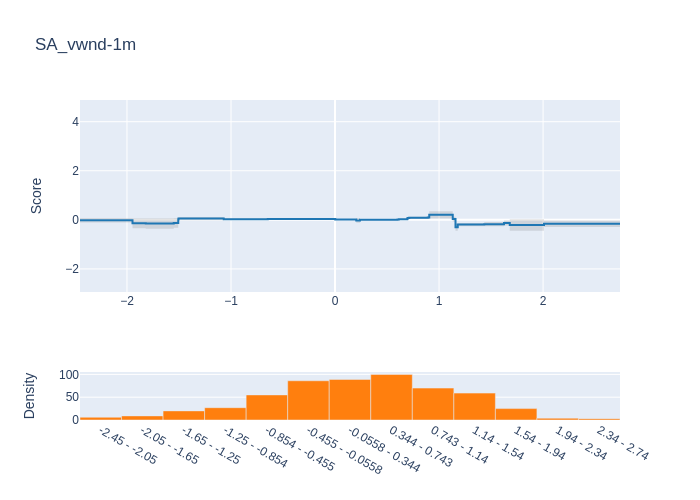 SA_vwnd-1m
Score
4
2
0
−2
−2
−1
0
1
2
Density
100
50
0
-2.45 - -2.05
-2.05 - -1.65
-1.65 - -1.25
-1.25 - -0.854
-0.854 - -0.455
-0.455 - -0.0558
-0.0558 - 0.344
0.344 - 0.743
0.743 - 1.14
1.14 - 1.54
1.54 - 1.94
1.94 - 2.34
2.34 - 2.74